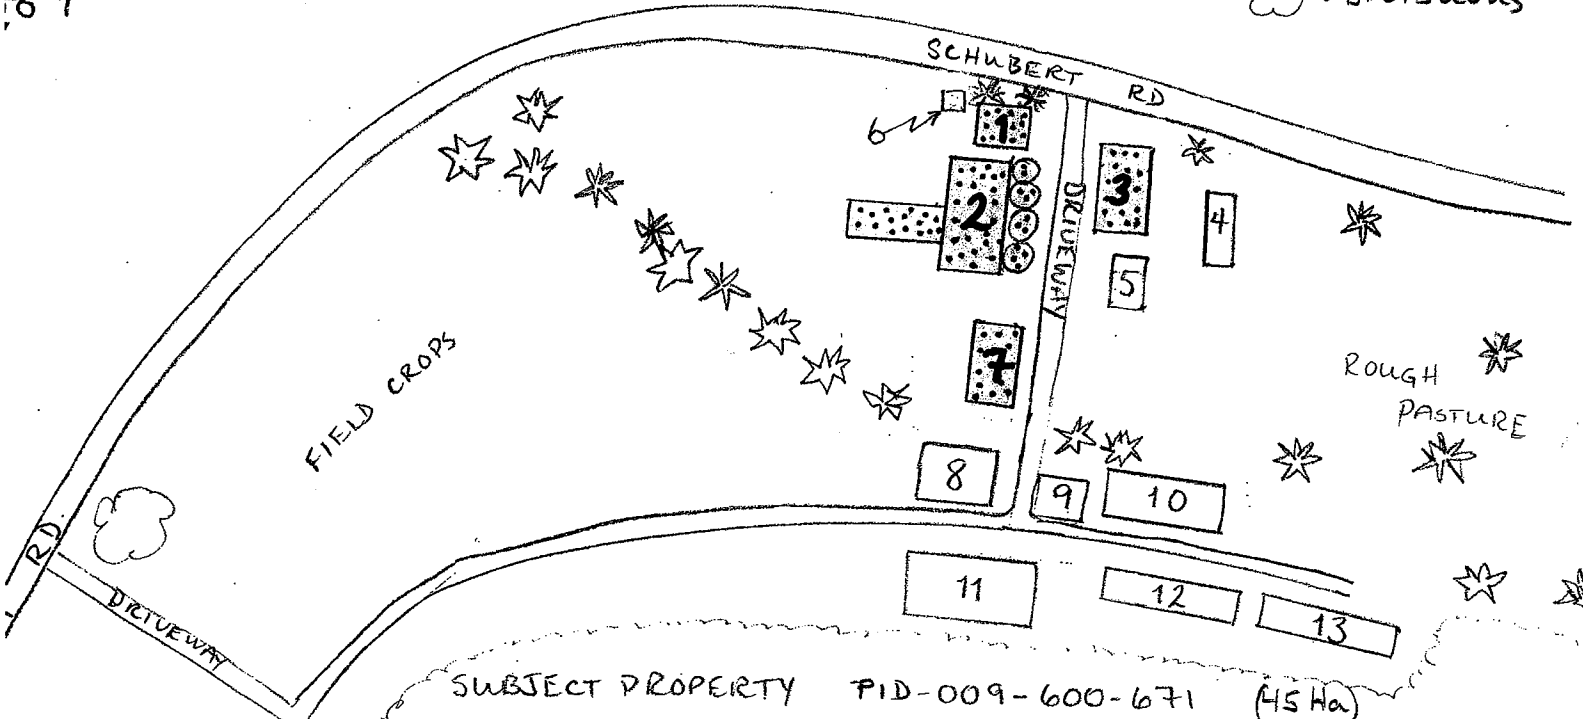 SCHUBERT RD
6
1
2
3
4
5
DRIVEWAY
7
FIELD CROPS
ROUGH
PASTURE
8
9
10
RD.
DRIVEWAY
11
12
13
SUBJECT PROPERTY PID-009-600-671 (45 Ha)